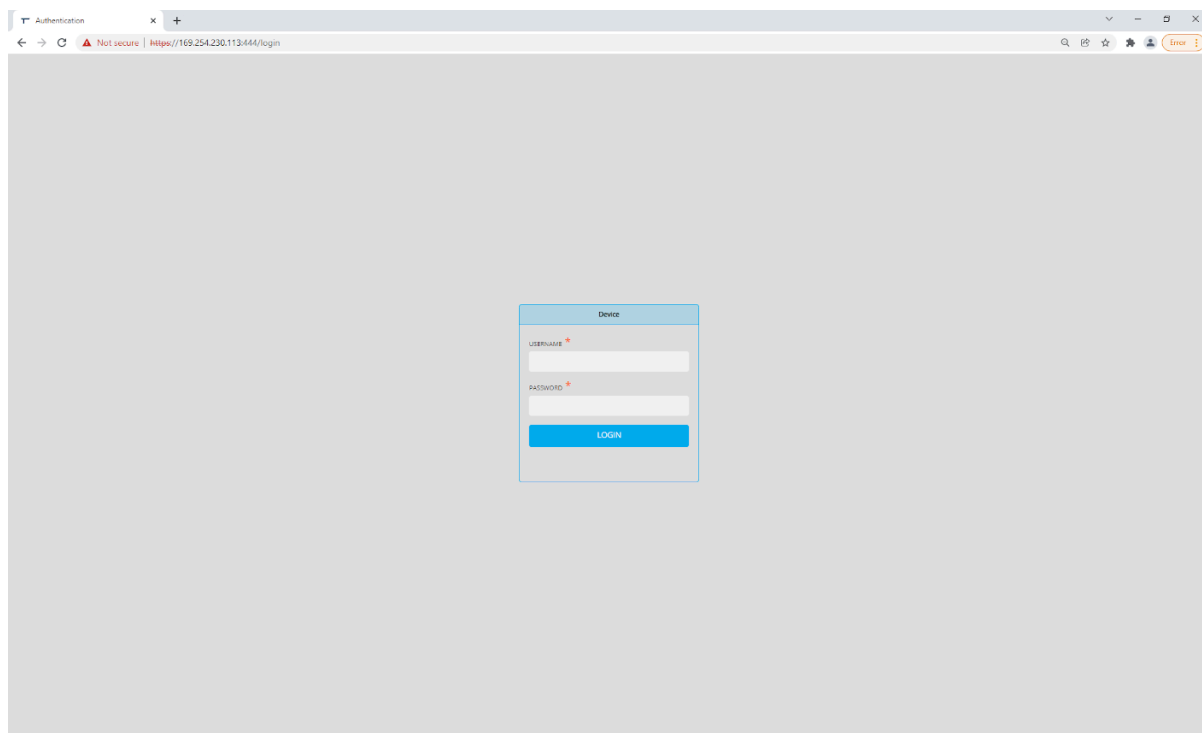 Authentication
Not secure | https://169.254.230.113:444/login
Error
Device
USERNAME *
PASSWORD *
LOGIN